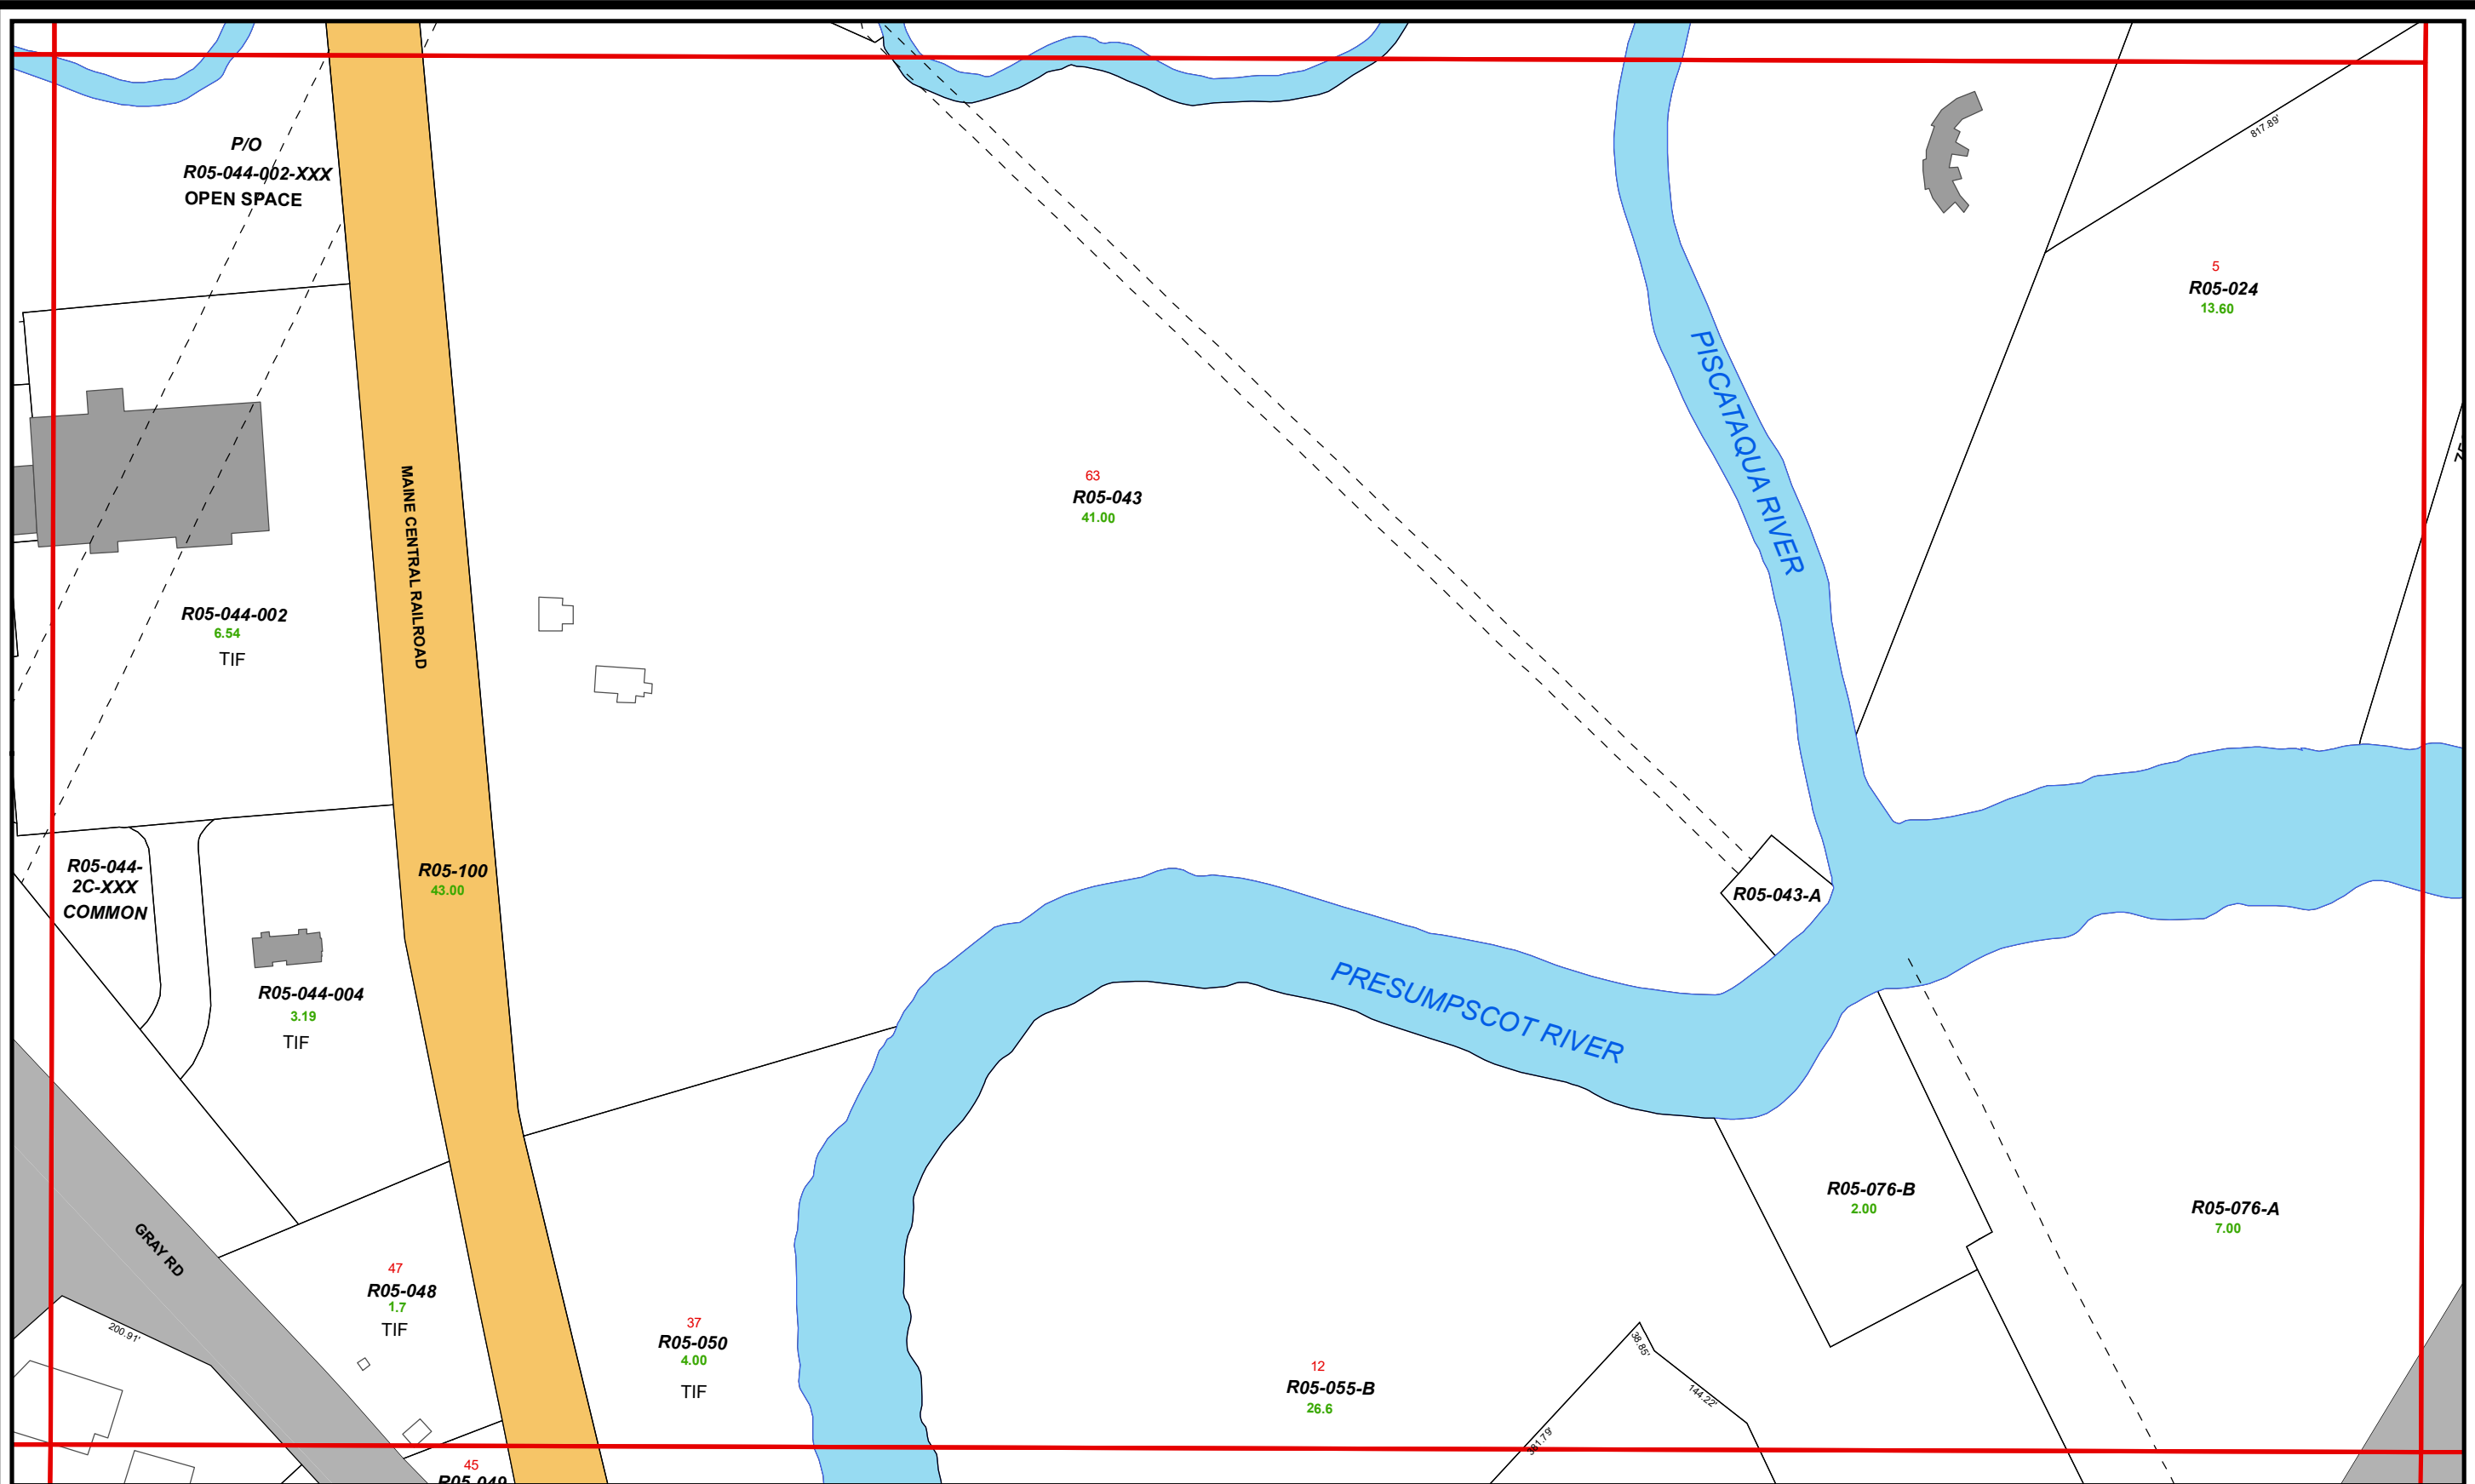 P/O
R05-044-002-XXX
OPEN SPACE
817.89'
5
R05-024
13.60
PISCATAQUA RIVER
63
R05-043
41.00
MAINE CENTRAL RAILROAD
R05-044-002
6.54
TIF
R05-044-
2C-XXX
COMMON
R05-100
43.00
R05-043-A
R05-044-004
3.19
TIF
PRESUMPSCOT RIVER
R05-076-B
2.00
R05-076-A
7.00
GRAY RD
47
R05-048
1.7
TIF
200.91'
37
R05-050
4.00
TIF
12
R05-055-B
26.6
38.85'
144.22'
45
R05-049